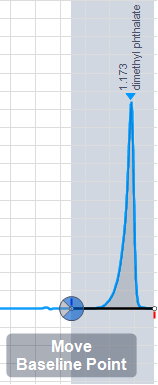 1.173
dimethyl phthalate
Move
Baseline Point